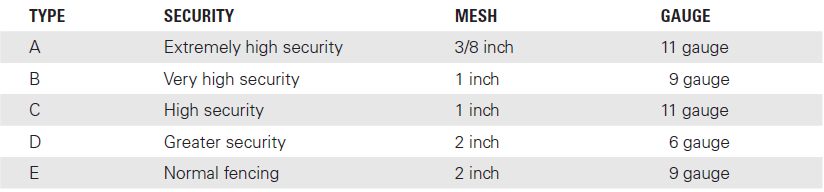 TYPE SECURITY MESH GAUGE
A Extremely high security 3/8 inch 11 gauge
B Very high security 1 inch 9 gauge
C High security 1 inch 11 gauge
D Greater security 2 inch 6 gauge
E Normal fencing 2 inch 9 gauge